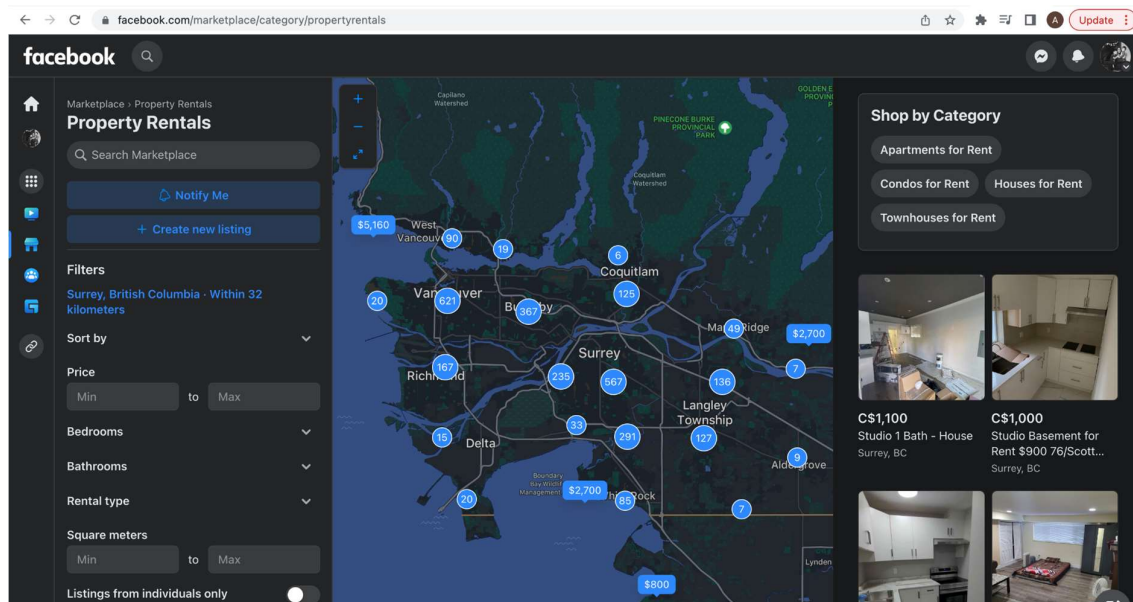 facebook.com/marketplace/category/propertyrentals
A
Update
facebook
Marketplace › Property Rentals
Property Rentals
Search Marketplace
Notify Me
+ Create new listing
Filters
Surrey, British Columbia · Within 32
kilometers
Sort by
Price
Min
to
Max
Bedrooms
Bathrooms
Rental type
Square meters
Min
to
Max
Listings from individuals only
Capilano
Watershed
PINECONE BURKE
PROVINCIAL
PARK
Coquitlam
Watershed
$5,160
West
90
19
6
Coquitlam
20
621
367
125
49
$2,700
Surrey
7
167
235
567
136
Langley
Township
33
15
Delta
291
127
9
Boundary
Bay Wildlife
Management
$2,700
20
85
7
Lynden
$800
Shop by Category
Apartments for Rent
Condos for Rent
Houses for Rent
Townhouses for Rent
C$1,100
Studio 1 Bath - House
Surrey, BC
C$1,000
Studio Basement for
Rent $900 76/Scott...
Surrey, BC